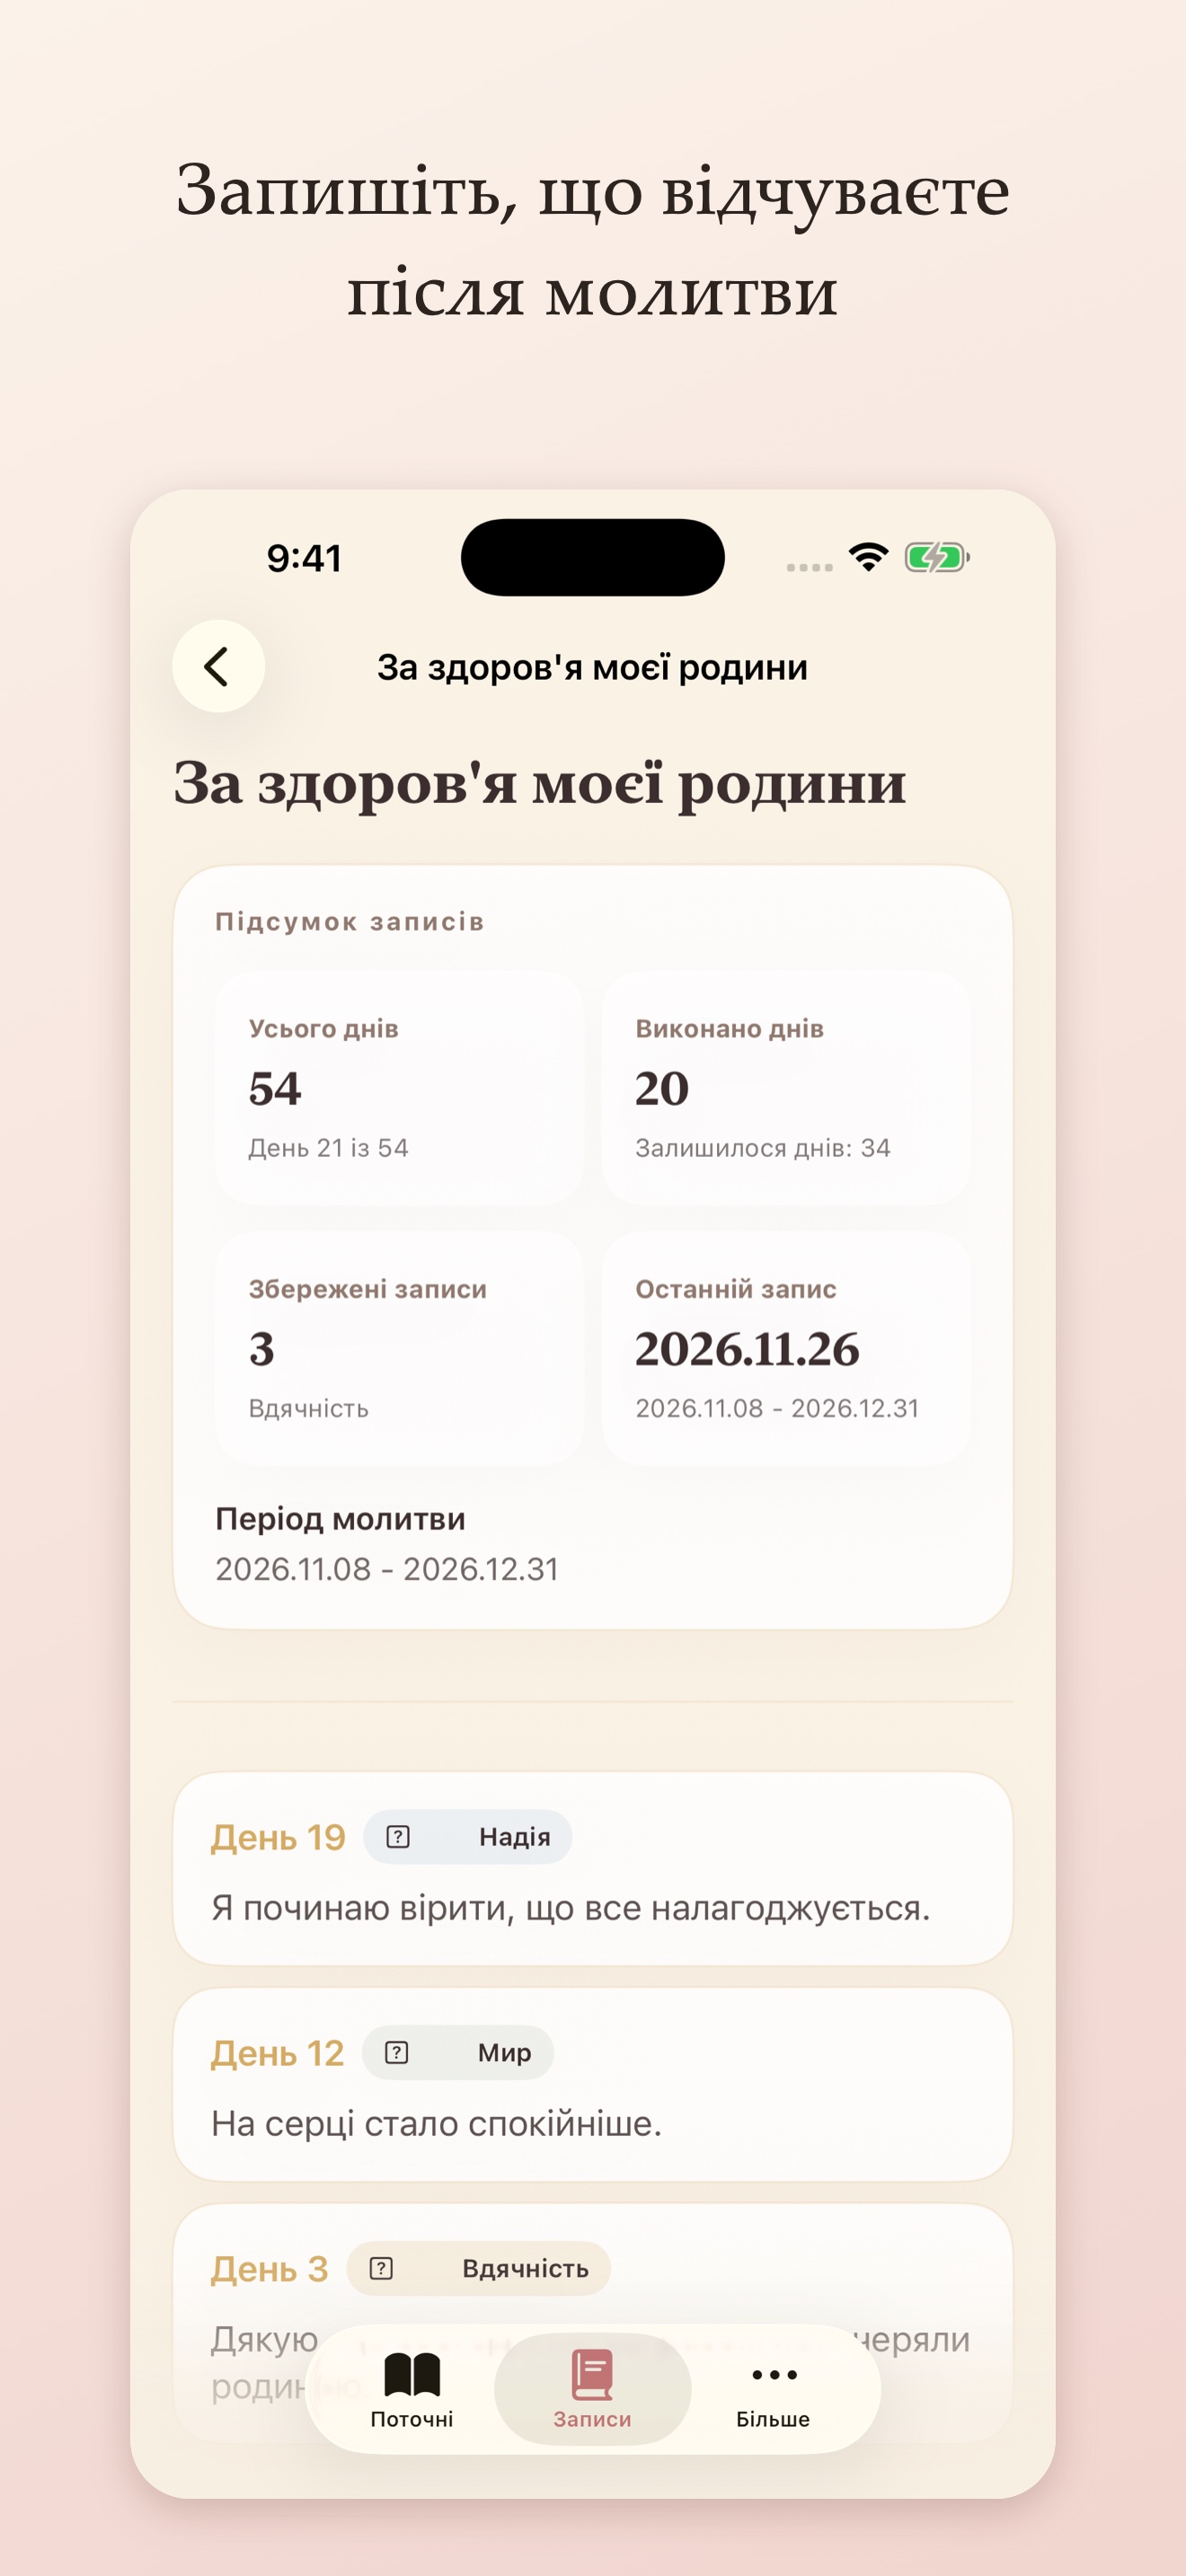 Запишіть, що відчуваєте
після молитви
9:41
За здоров'я моєї родини
За здоров'я моєї родини
Підсумок записів
Усього днів
54
День 21 із 54
Виконано днів
20
Залишилося днів: 34
Збережені записи
3
Вдячність
Останній запис
2026.11.26
2026.11.08 - 2026.12.31
Період молитви
2026.11.08 - 2026.12.31
День 19
Надія
Я починаю вірити, що все налагоджується.
День 12
Мир
На серці стало спокійніше.
День 3
Вдячність
Дякую
Поточні
Записи
Більше